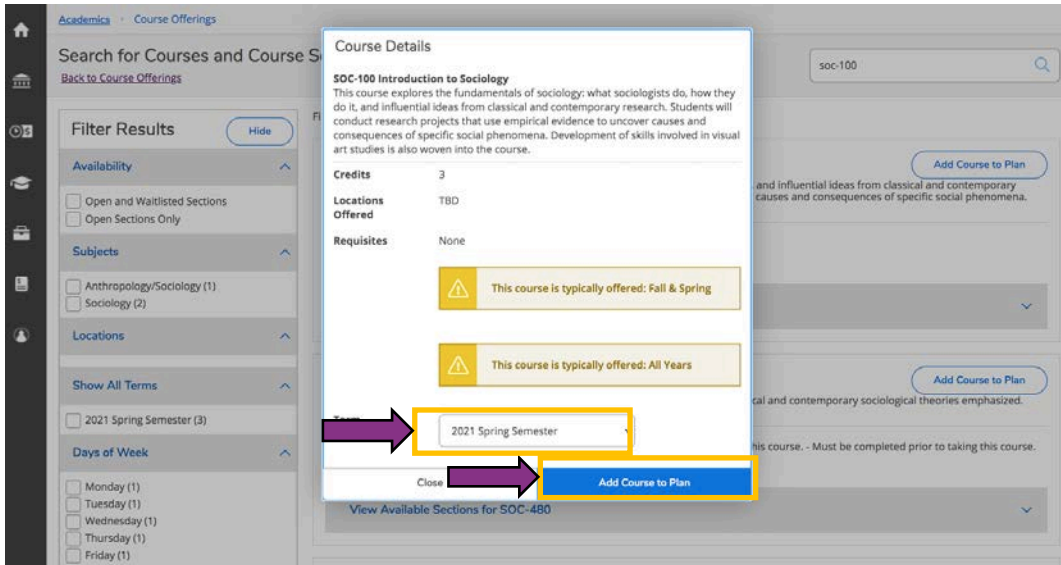 Academics · Course Offerings
Search for Courses and Course S
Back to Course Offerings
soc-100
Filter Results
Hide
Availability
Open and Waitlisted Sections
Open Sections Only
Subjects
Anthropology/Sociology (1)
Sociology (2)
Locations
Show All Terms
2021 Spring Semester (3)
Days of Week
Monday (1)
Tuesday (1)
Wednesday (1)
Thursday (1)
Friday (1)
Fi
Course Details
SOC-100 Introduction to Sociology
This course explores the fundamentals of sociology: what sociologists do, how they
do it, and influential ideas from classical and contemporary research. Students will
conduct research projects that use empirical evidence to uncover causes and
consequences of specific social phenomena. Development of skills involved in visual
art studies is also woven into the course.
Credits 3
Locations TBD
Offered
Requisites None
This course is typically offered: Fall & Spring
This course is typically offered: All Years
Term
2021 Spring Semester
Close
Add Course to Plan
Add Course to Plan
and influential ideas from classical and contemporary
causes and consequences of specific social phenomena.
Add Course to Plan
cal and contemporary sociological theories emphasized.
his course. - Must be completed prior to taking this course.
View Available Sections for SOC-480